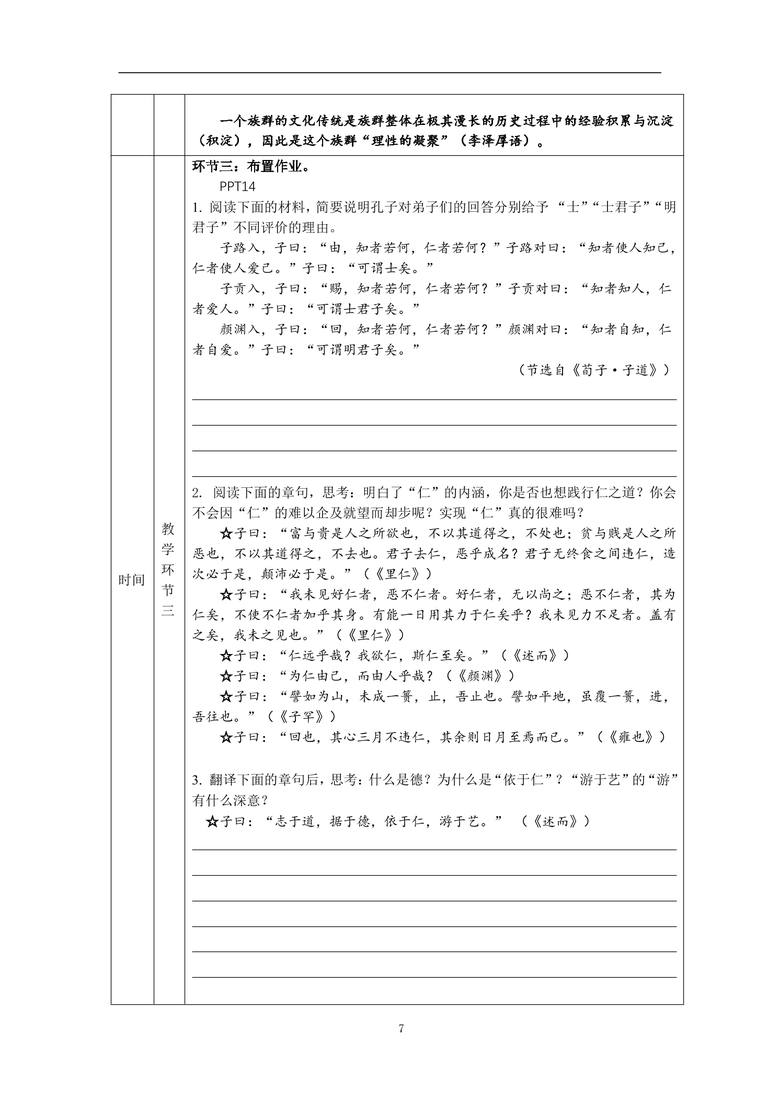 一个族群的文化传统是族群整体在极其漫长的历史过程中的经验积累与沉淀
（积淀），因此是这个族群“理性的凝聚”（李泽厚语）。
环节三：布置作业。
PPT14
1. 阅读下面的材料，简要说明孔子对弟子们的回答分别给予 “士”“士君子”“明
君子”不同评价的理由。
子路入，子曰：“由，知者若何，仁者若何？”子路对曰：“知者使人知己，
仁者使人爱己。”子曰：“可谓士矣。”
子贡入，子曰：“赐，知者若何，仁者若何？”子贡对曰：“知者知人，仁
者爱人。”子曰：“可谓士君子矣。”
颜渊入，子曰：“回，知者若何，仁者若何？”颜渊对曰：“知者自知，仁
者自爱。”子曰：“可谓明君子矣。”
（节选自《荀子·子道》）
2. 阅读下面的章句，思考：明白了“仁”的内涵，你是否也想践行仁之道？你会
不会因“仁”的难以企及就望而却步呢？实现“仁”真的很难吗？
☆子曰：“富与贵是人之所欲也，不以其道得之，不处也；贫与贱是人之所
恶也，不以其道得之，不去也。君子去仁，恶乎成名？君子无终食之间违仁，造
次必于是，颠沛必于是。”（《里仁》）
☆子曰：“我未见好仁者，恶不仁者。好仁者，无以尚之；恶不仁者，其为
仁矣，不使不仁者加乎其身。有能一日用其力于仁矣乎？我未见力不足者。盖有
之矣，我未之见也。”（《里仁》）
☆子曰：“仁远乎哉？我欲仁，斯仁至矣。”（《述而》）
☆子曰：“为仁由己，而由人乎哉？（《颜渊》）
☆子曰：“譬如为山，未成一篑，止，吾止也。譬如平地，虽覆一篑，进，
吾往也。”（《子罕》）
☆子曰：“回也，其心三月不违仁，其余则日月至焉而已。”（《雍也》）
时间
教
学
环
节
三
3. 翻译下面的章句后，思考：什么是德？为什么是“依于仁”？“游于艺”的“游”
有什么深意？
☆子曰：“志于道，据于德，依于仁，游于艺。” （《述而》）
7